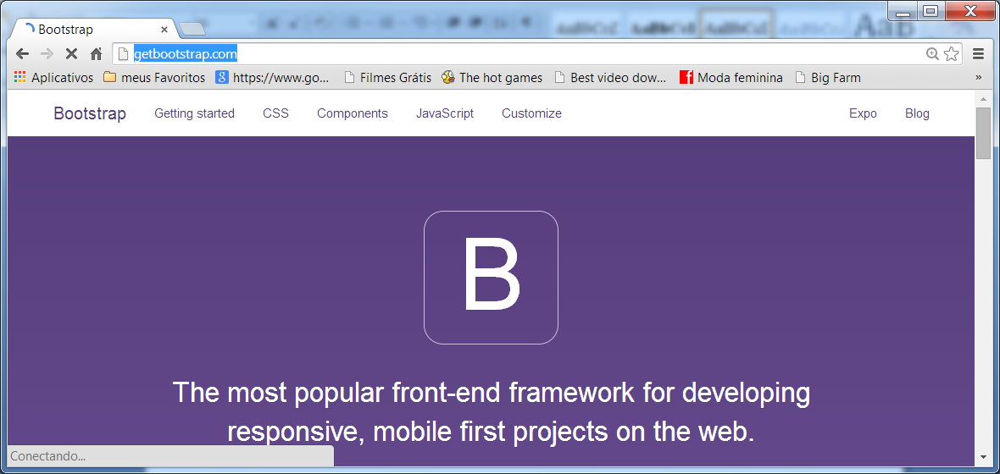 Bootstrap
getbootstrap.com
Aplicativos meus Favoritos https://www.go... Filmes Grátis The hot games Best video dow... Moda feminina Big Farm »
Bootstrap Getting started CSS Components JavaScript Customize Expo Blog
B
The most popular front-end framework for developing
responsive, mobile first projects on the web.
Conectando...